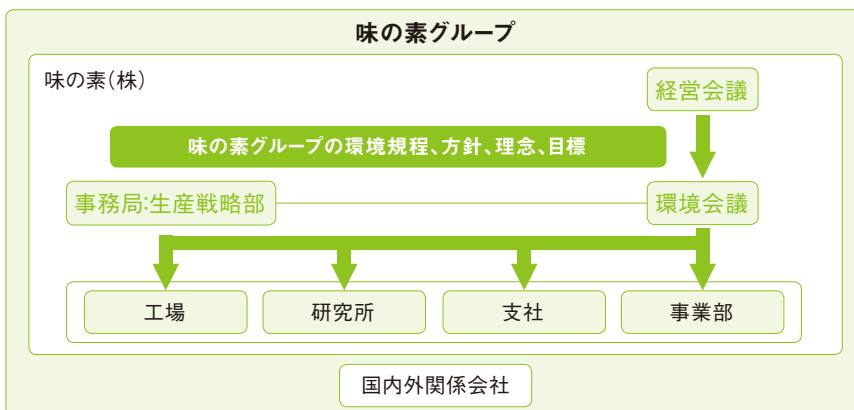 味の素グループ
味の素(株)
経営会議
味の素グループの環境規程、方針、理念、目標
事務局:生産戦略部
環境会議
工場
研究所
支社
事業部
国内外関係会社